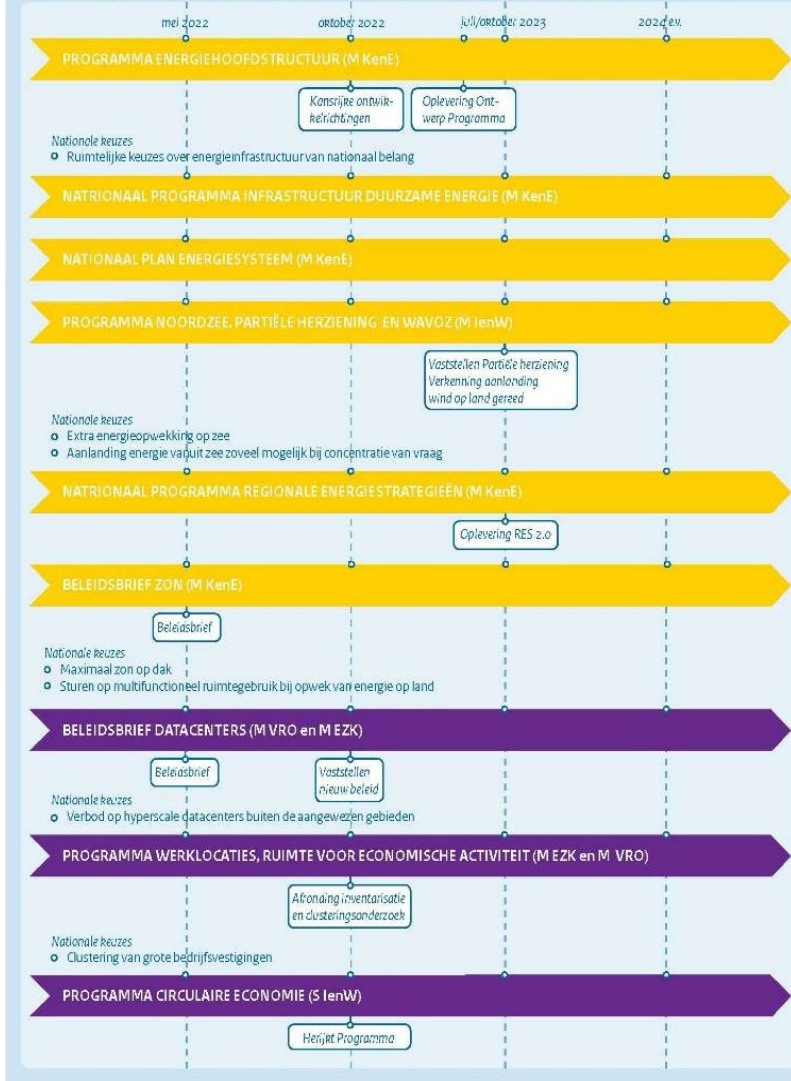 mei 2022 oktober 2022 juli/oktober 2023 2024 e.v.
PROGRAMMA ENERGIEHOOFDSTRUCTUUR (M KenE)
Kansrijke ontwik-
kelrichtingen
Oplevering Ont-
werp Programma
Nationale keuzes
Ruimtelijke keuzes over energieinfrastructuur van nationaal belang
NATRIONAAL PROGRAMMA INFRASTRUCTUUR DUURZAME ENERGIE (M KenE)
NATIONAAL PLAN ENERGIESYSTEEM (M KenE)
PROGRAMMA NOORDZEE, PARTIËLE HERZIENING EN WAVOZ (M IenW)
Vaststellen Partiële herziening
Verkenning aanlanding
wind op land gereed
Nationale keuzes
Extra energieopwekking op zee
Aanlanding energie vanuit zee zoveel mogelijk bij concentratie van vraag
NATRIONAAL PROGRAMMA REGIONALE ENERGIESTRATEGIEËN (M KenE)
Oplevering RES 2.0
BELEIDSBRIEF ZON (M KenE)
Beleidsbrief
Nationale keuzes
Maximaal zon op dak
Sturen op multifunctioneel ruimtegebruik bij opwek van energie op land
BELEIDSBRIEF DATACENTERS (M VRO en M EZK)
Beleidsbrief
Vaststellen
nieuw beleid
Nationale keuzes
Verbod op hyperscale datacenters buiten de aangewezen gebieden
PROGRAMMA WERKLOCATIES, RUIMTE VOOR ECONOMISCHE ACTIVITEIT (M EZK en M VRO)
Afronding inventarisatie
en clusteringsonderzoek
Nationale keuzes
Clustering van grote bedrijfsvestigingen
PROGRAMMA CIRCULAIRE ECONOMIE (S IenW)
Herijkt Programma